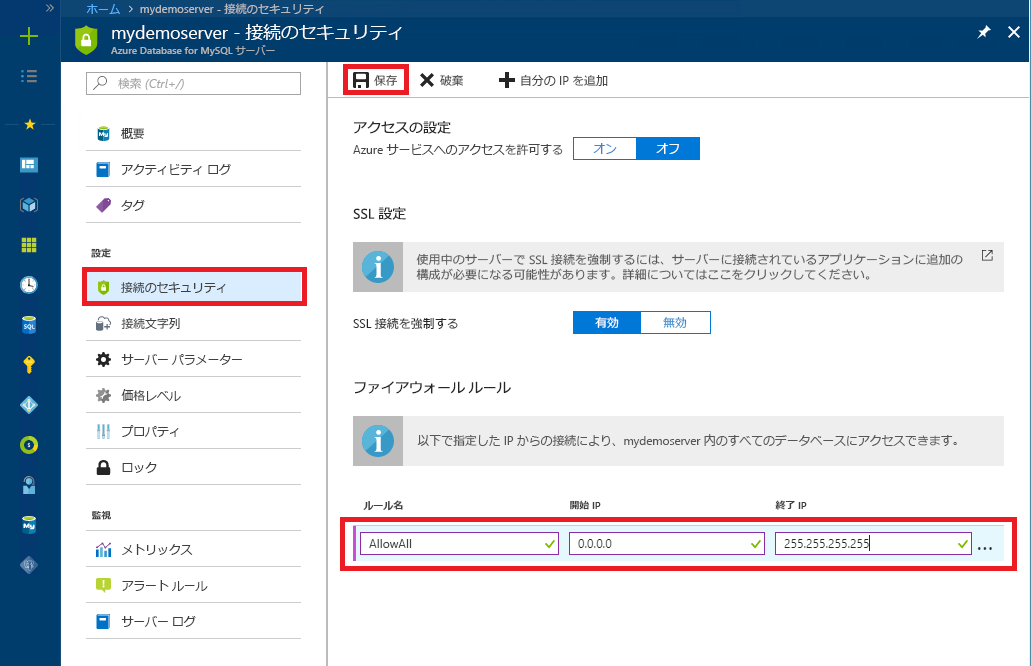 ホーム > mydemoserver - 接続のセキュリティ
mydemoserver - 接続のセキュリティ
Azure Database for MySQL サーバー
検索 (Ctrl+/)
概要
アクティビティ ログ
タグ
設定
接続のセキュリティ
接続文字列
サーバー パラメーター
価格レベル
プロパティ
ロック
監視
メトリックス
アラート ルール
サーバー ログ
保存 破棄 自分の IP を追加
アクセスの設定
Azure サービスへのアクセスを許可する オン オフ
SSL 設定
使用中のサーバーで SSL 接続を強制するには、サーバーに接続されているアプリケーションに追加の
構成が必要になる可能性があります。詳細についてはここをクリックしてください。
SSL 接続を強制する 有効 無効
ファイアウォール ルール
以下で指定した IP からの接続により、mydemoserver 内のすべてのデータベースにアクセスできます。
ルール名 開始 IP 終了 IP
AllowAll 0.0.0.0 255.255.255.255